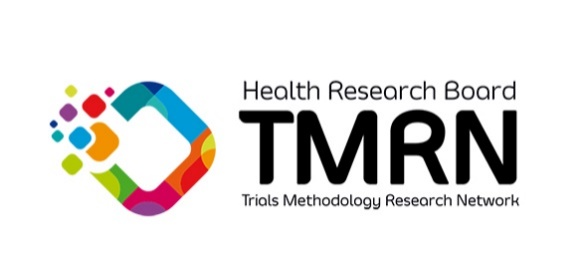 Health Research Board
TMRN
Trials Methodology Research Network